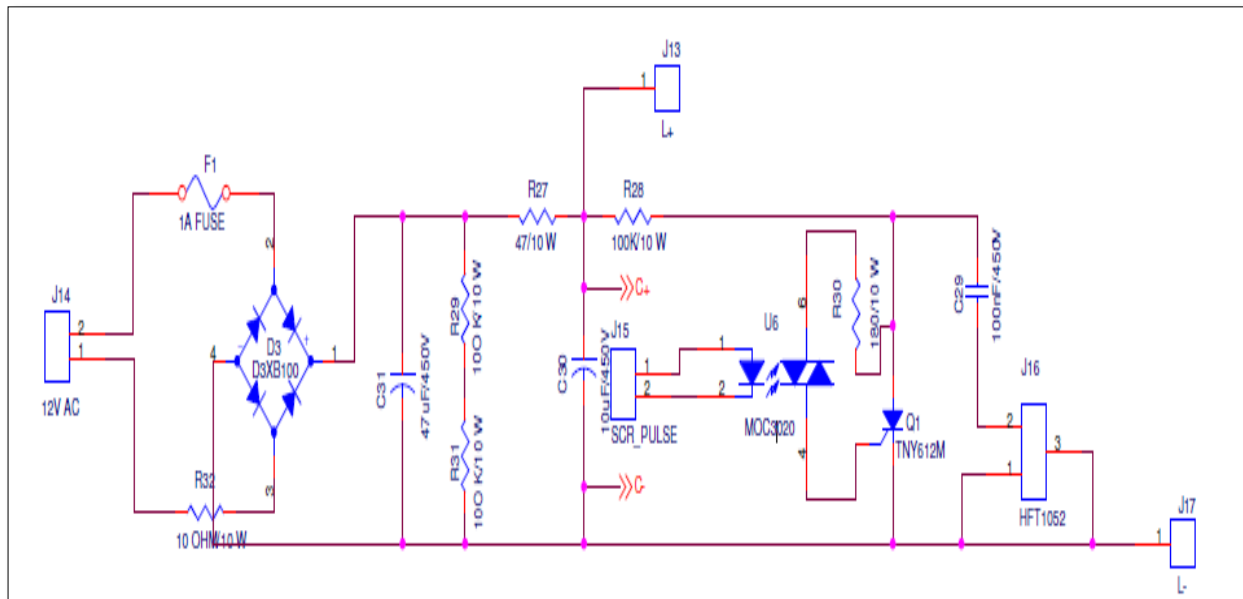 J13
1
L+
F1
1A FUSE
R27
47/10 W
R28
100K/10 W
2
J14
2
1
12V AC
4
D3
D3XB100
1
3
R32
10 OHM/10 W
C31
47uF/450V
R29
100 K/10 W
R31
100 K/10 W
C+
C30
10uF/450V
C-
J15
1
2
SCR_PULSE
1
2
U6
MOC3020
6
4
R30
180/10 W
Q1
TNY612M
C29
100nF/450V
J16
2
1
3
HFT1052
J17
1
L-